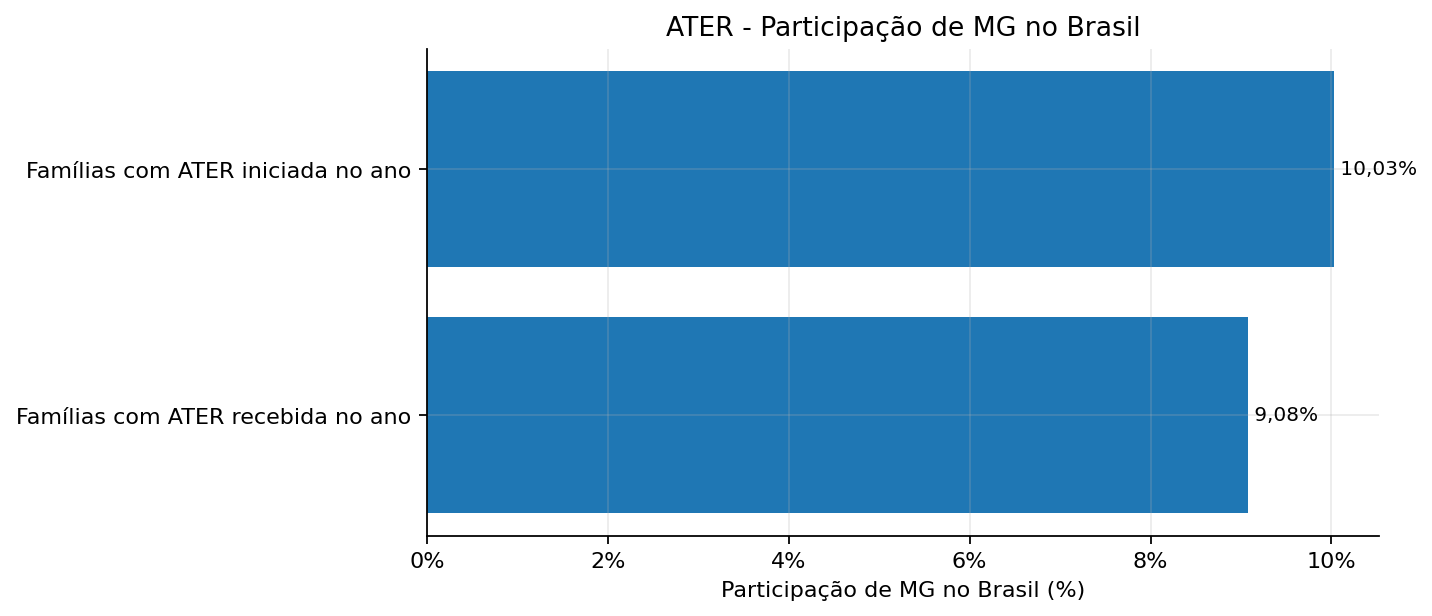 ATER - Participação de MG no Brasil
Famílias com ATER iniciada no ano
10,03%
Famílias com ATER recebida no ano
9,08%
0% 2% 4% 6% 8% 10%
Participação de MG no Brasil (%)